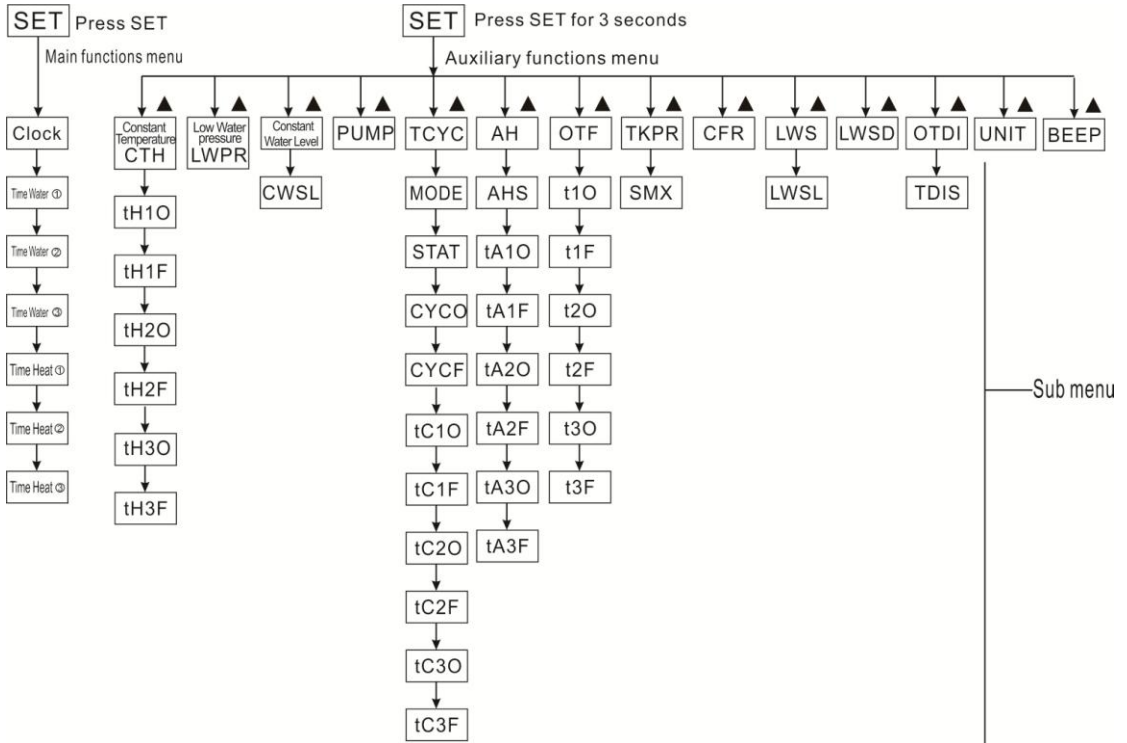 SET Press SET
SET Press SET for 3 seconds
Main functions menu
Auxiliary functions menu
▲ ▲ ▲ ▲ ▲ ▲ ▲ ▲ ▲ ▲ ▲ ▲ ▲ ▲
Clock
Time Water ①
Time Water ②
Time Water ③
Time Heat ①
Time Heat ②
Time Heat ③
Constant
Temperature
CTH
tH1O
tH1F
tH2O
tH2F
tH3O
tH3F
Low Water
pressure
LWPR
Constant
Water Level
CWSL
PUMP
TCYC
MODE
STAT
CYCO
CYCF
tC1O
tC1F
tC2O
tC2F
tC3O
tC3F
AH
AHS
tA1O
tA1F
tA2O
tA2F
tA3O
tA3F
OTF
t1O
t1F
t2O
t2F
t3O
t3F
TKPR
SMX
CFR
LWS
LWSL
LWSD
OTDI
TDIS
UNIT
BEEP
Sub menu